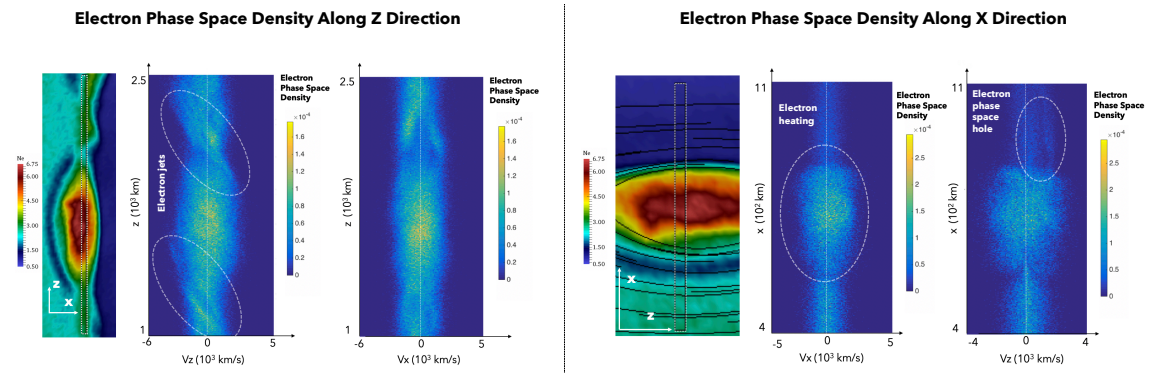 Electron Phase Space Density Along Z Direction
Ne
6.75
6.00
4.50
3.00
1.50
0.50
z
x
2.5
z (10³ km)
1
Electron jets
-6
0
5
Vz (10³ km/s)
Electron
Phase Space
Density
×10⁻⁴
1.6
1.4
1.2
1
0.8
0.6
0.4
0.2
0
2.5
z (10³ km)
1
-6
0
5
Vx (10³ km/s)
Electron
Phase Space
Density
×10⁻⁴
1.6
1.4
1.2
1
0.8
0.6
0.4
0.2
0
Electron Phase Space Density Along X Direction
Ne
6.75
6.00
4.50
3.00
1.50
0.50
x
z
11
x (10² km)
4
Electron
heating
-5
0
5
Vx (10³ km/s)
Electron
Phase Space
Density
×10⁻⁴
2.5
2
1.5
1
0.5
0
11
x (10² km)
4
Electron
phase
space
hole
-4
0
4
Vz (10³ km/s)
Electron
Phase Space
Density
×10⁻⁴
2.5
2
1.5
1
0.5
0